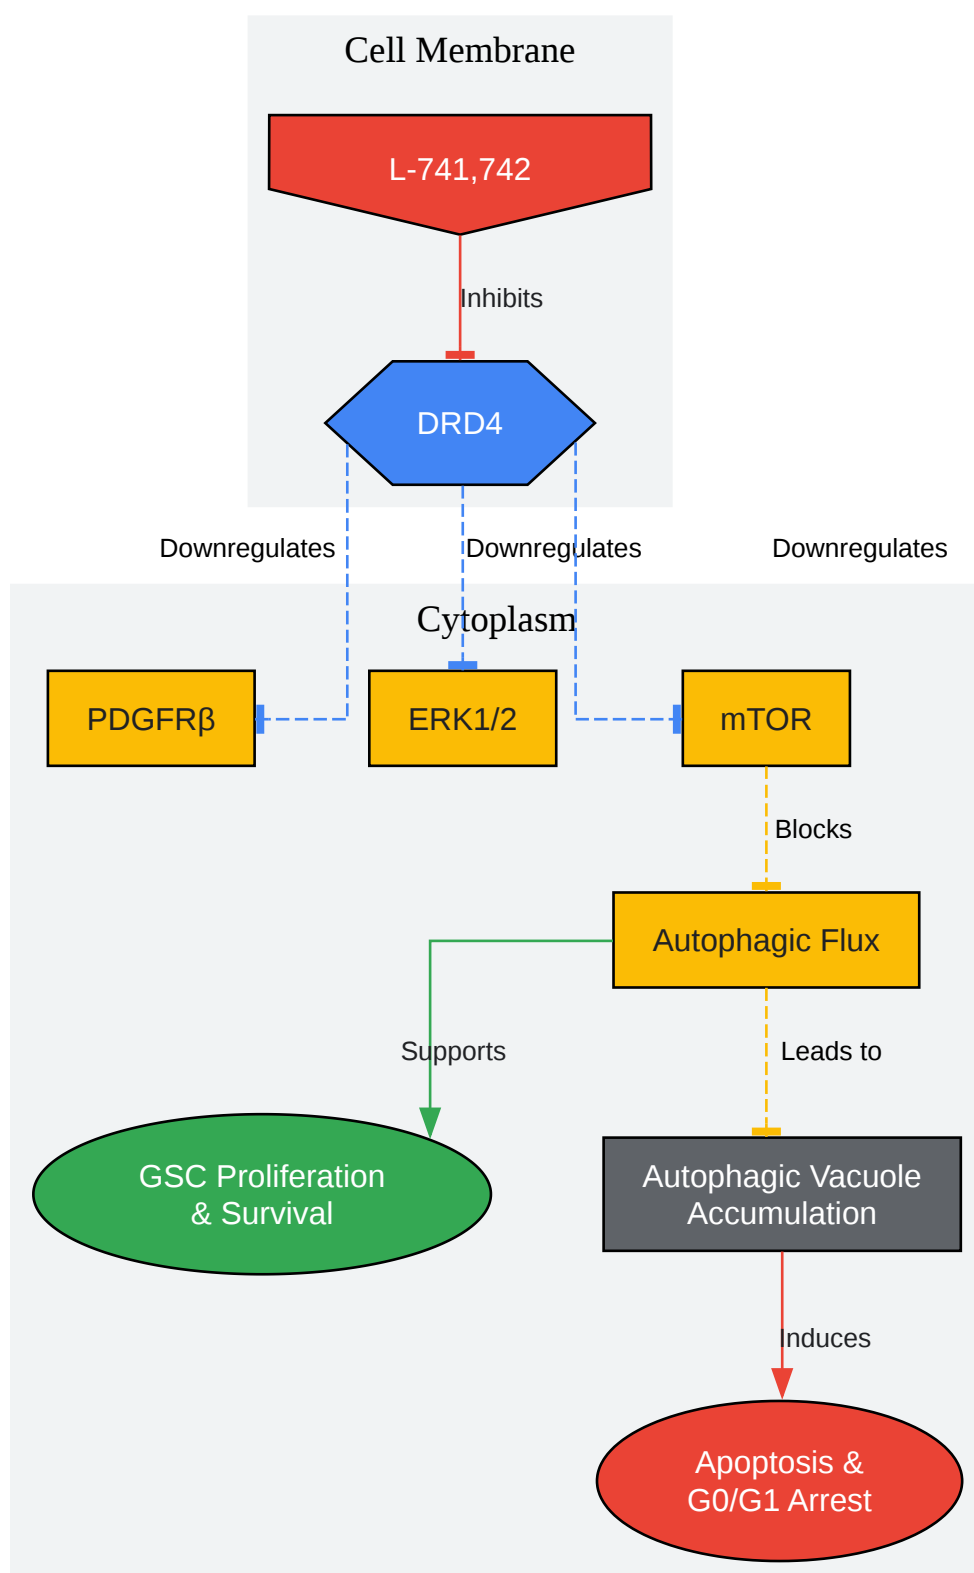 Cell Membrane
L-741,742
Inhibits
DRD4
Downregulates
Downregulates
Downregulates
Cytoplasm
PDGFRβ
ERK1/2
mTOR
Blocks
Autophagic Flux
Supports
Leads to
GSC Proliferation
& Survival
Autophagic Vacuole
Accumulation
Induces
Apoptosis &
G0/G1 Arrest